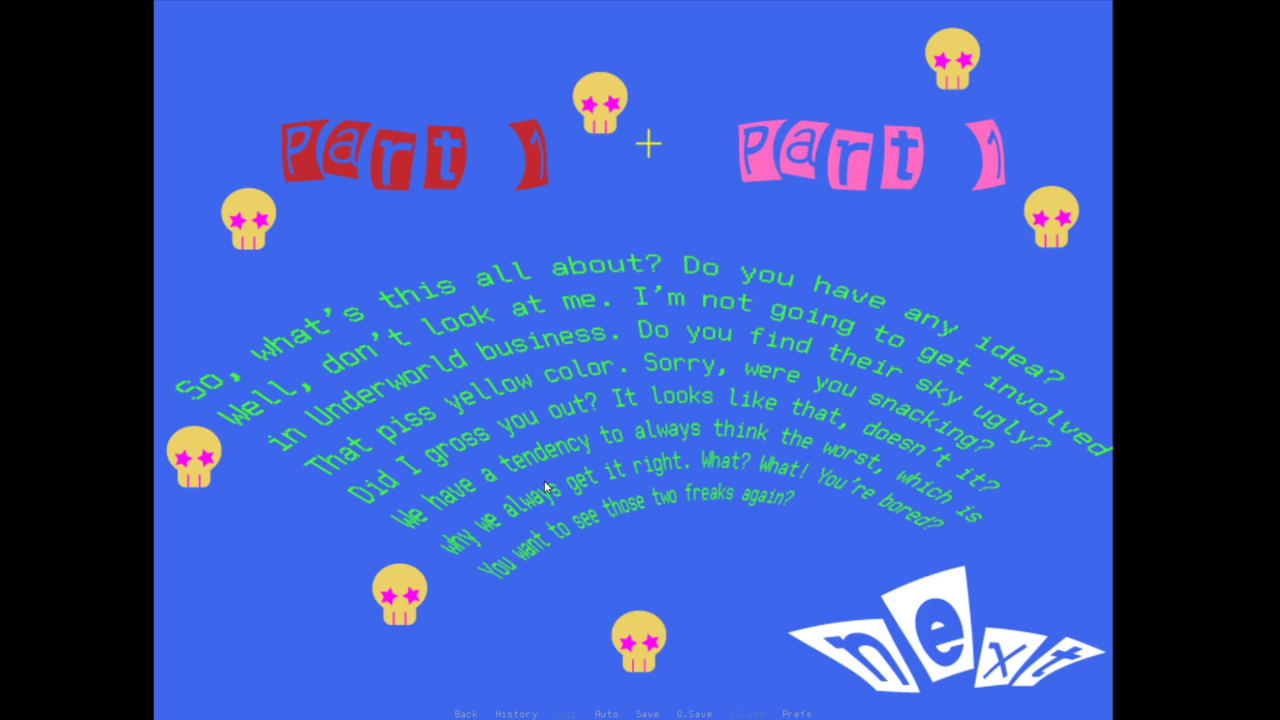 Part 1 + Part 1
So, what's this all about? Do you have any idea?
Well, don't look at me. I'm not going to get involved
in Underworld business. Do you find their sky ugly?
That piss yellow color. Sorry, were you snacking?
Did I gross you out? It looks like that, doesn't it?
We have a tendency to always think the worst, which is
why we always get it right. What? What! You're bored?
You want to see those two freaks again?
next
Back History Skip Auto Save Q.Save Q.Load Prefs